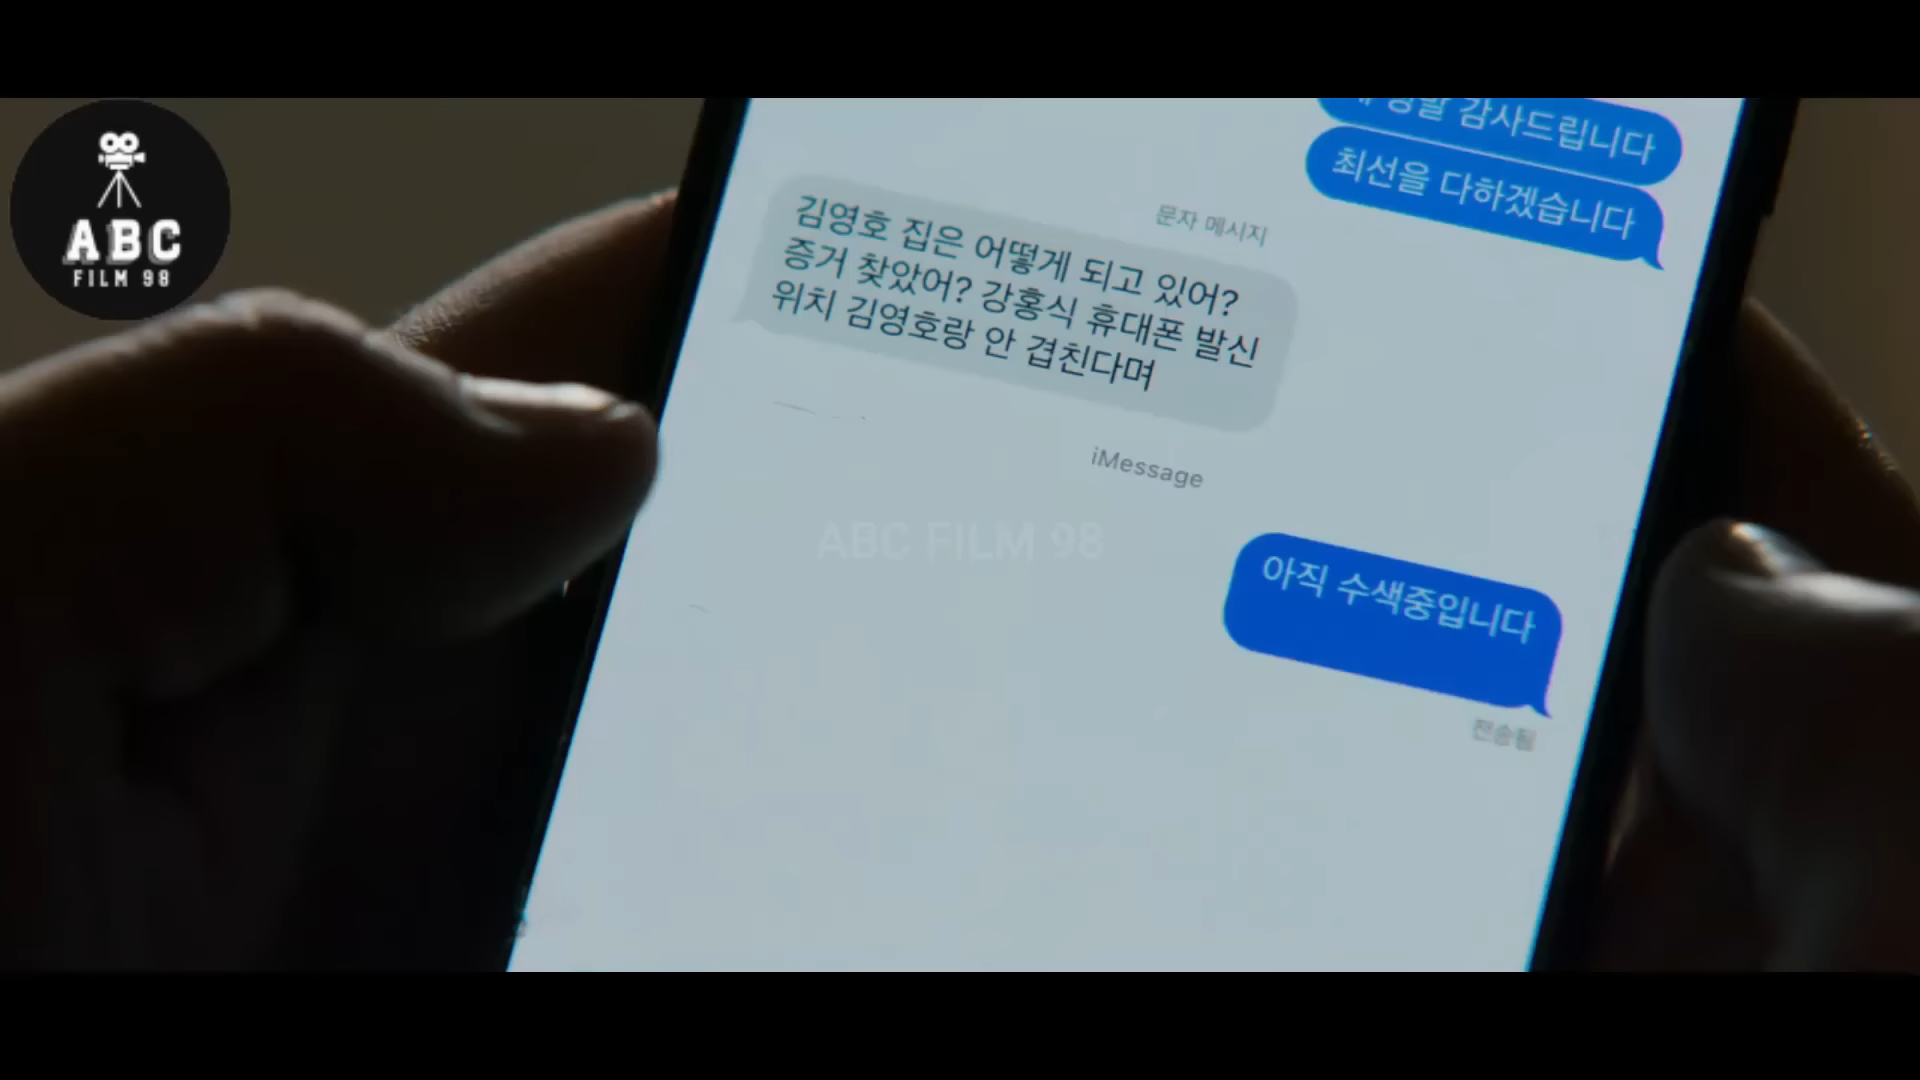 ABC
FILM 98
정말 감사드립니다
최선을 다하겠습니다
문자 메시지
김영호 집은 어떻게 되고 있어?
증거 찾았어? 강홍식 휴대폰 발신
위치 김영호랑 안 겹친다며
iMessage
ABC FILM 98
아직 수색중입니다
전송됨